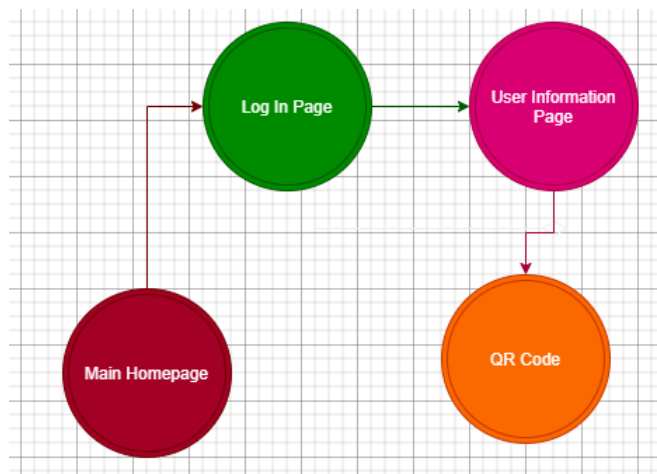 Log In Page
User Information
Page
Main Homepage
QR Code